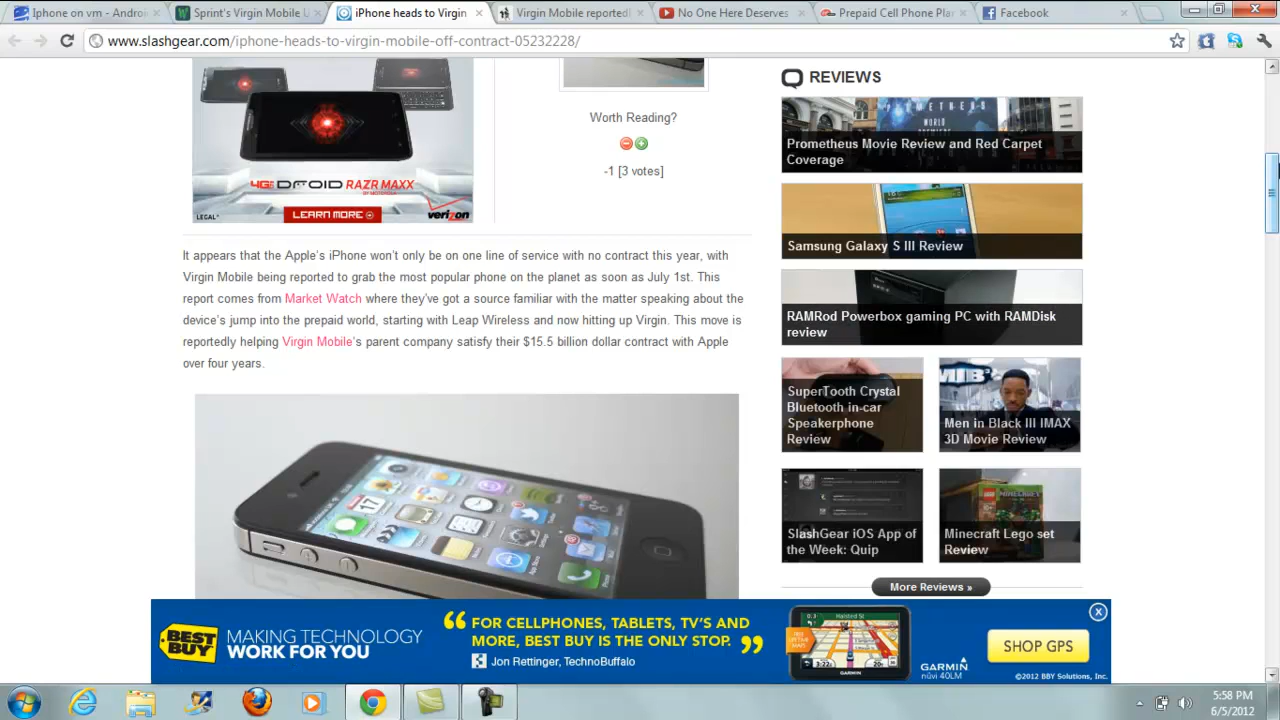 Iphone on vm - Androi
Sprint's Virgin Mobile U
iPhone heads to Virgin
Virgin Mobile reportedl
No One Here Deserves
Prepaid Cell Phone Pla
Facebook
www.slashgear.com/iphone-heads-to-virgin-mobile-off-contract-05232228/
4G DROID RAZR MAXX
BY MOTOROLA
LEGAL
LEARN MORE
verizon
Worth Reading?
-1 [3 votes]
It appears that the Apple's iPhone won't only be on one line of service with no contract this year, with
Virgin Mobile being reported to grab the most popular phone on the planet as soon as July 1st. This
report comes from Market Watch where they've got a source familiar with the matter speaking about the
device's jump into the prepaid world, starting with Leap Wireless and now hitting up Virgin. This move is
reportedly helping Virgin Mobile's parent company satisfy their $15.5 billion dollar contract with Apple
over four years.
REVIEWS
PROMETHEUS
WORLD
Prometheus Movie Review and Red Carpet
Coverage
Samsung Galaxy S III Review
RAMRod Powerbox gaming PC with RAMDisk
review
SuperTooth Crystal
Bluetooth in-car
Speakerphone
Review
MIB³
Men in Black III IMAX
3D Movie Review
SlashGear iOS App of
the Week: Quip
MINECRAFT
Minecraft Lego set
Review
More Reviews »
BEST BUY
MAKING TECHNOLOGY
WORK FOR YOU
“ FOR CELLPHONES, TABLETS, TV'S AND
MORE, BEST BUY IS THE ONLY STOP. ”
Jon Rettinger, TechnoBuffalo
GARMIN
nüvi 40LM
SHOP GPS
©2012 BBY Solutions, Inc.
5:58 PM
6/5/2012